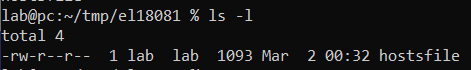 lab@pc:~/tmp/el18081 % ls -l
total 4
-rw-r--r--  1 lab  lab  1093 Mar  2 00:32 hostsfile